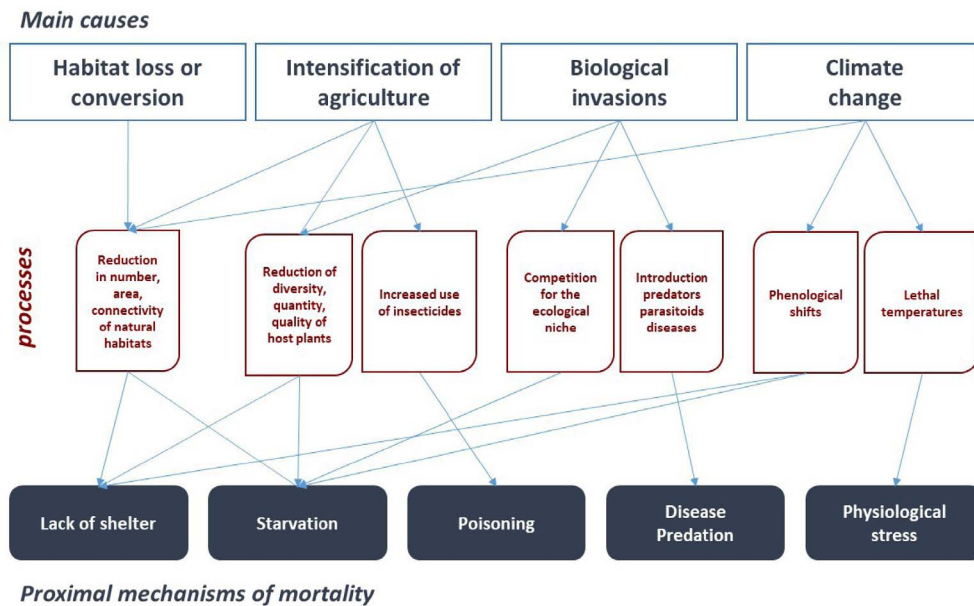 Main causes
Habitat loss or
conversion
Intensification of
agriculture
Biological
invasions
Climate
change
processes
Reduction
in number,
area,
connectivity
of natural
habitats
Reduction of
diversity,
quantity,
quality of
host plants
Increased use
of insecticides
Competition
for the
ecological
niche
Introduction
predators
parasitoids
diseases
Phenological
shifts
Lethal
temperatures
Lack of shelter
Starvation
Poisoning
Disease
Predation
Physiological
stress
Proximal mechanisms of mortality